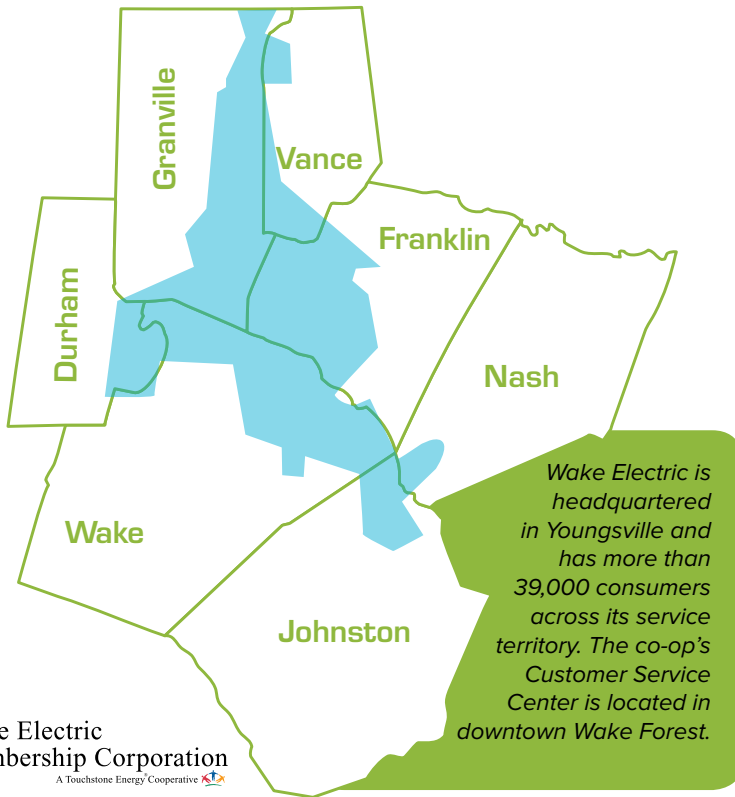 Granville
Vance
Franklin
Durham
Nash
Wake
Johnston
Wake Electric is
headquartered
in Youngsville and
has more than
39,000 consumers
across its service
territory. The co-op’s
Customer Service
Center is located in
downtown Wake Forest.
e Electric
nbership Corporation
A Touchstone Energy® Cooperative